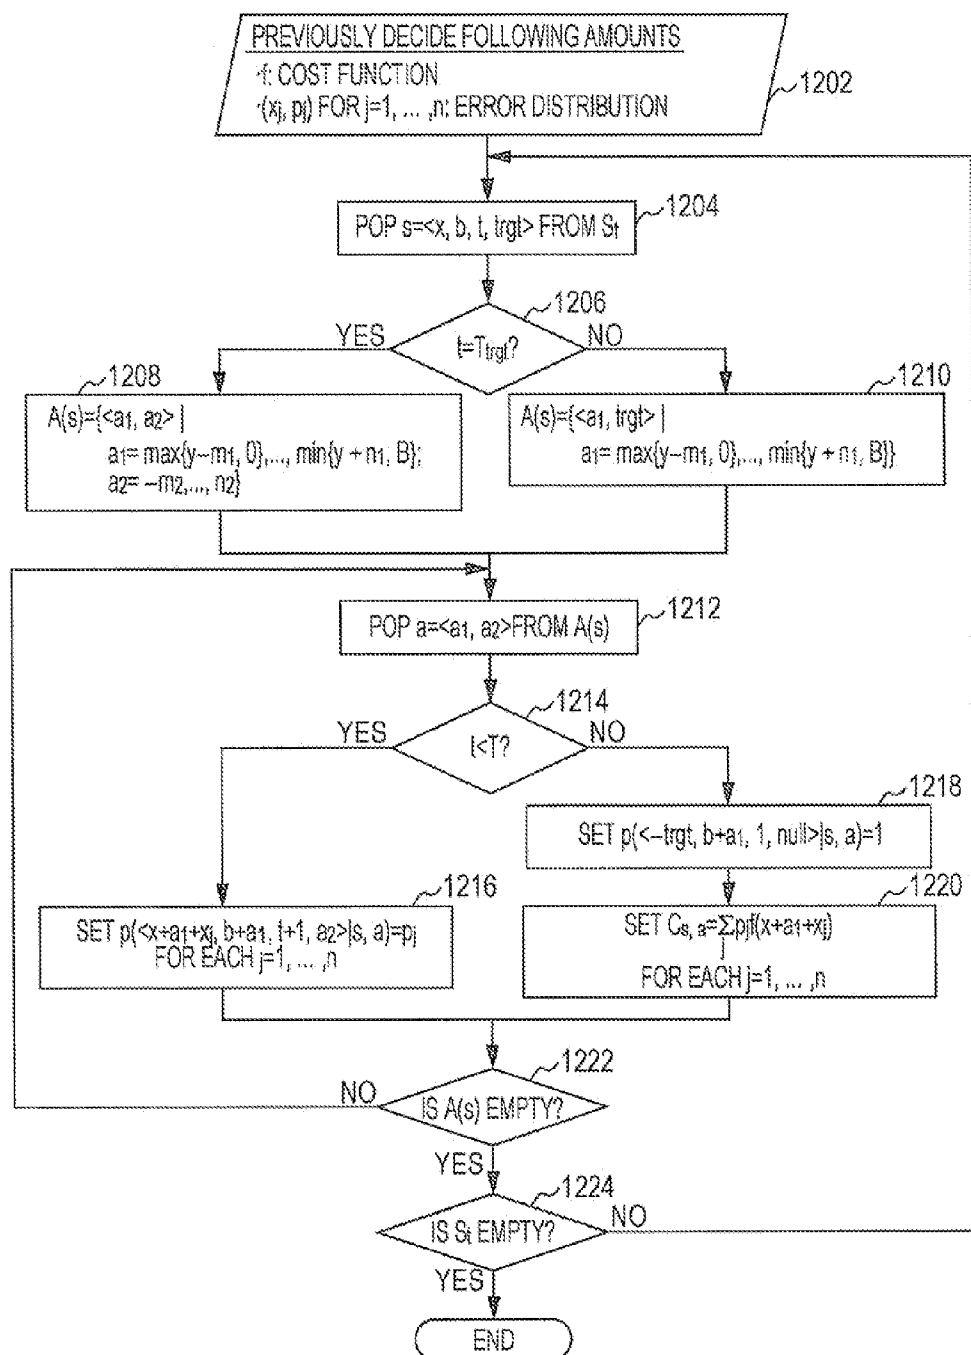 PREVIOUSLY DECIDE FOLLOWING AMOUNTS
·f: COST FUNCTION
·(xj, pj) FOR j=1, ... ,n: ERROR DISTRIBUTION
1202
POP s=<x, b, t, trgt> FROM St
1204
t=Ttrgt?
1206
YES
NO
1208
A(s)={<a1, a2> |
a1= max{y−m1, 0},..., min{y + n1, B};
a2= −m2,..., n2}
1210
A(s)={<a1, trgt> |
a1= max{y−m1, 0},..., min{y + n1, B}}
POP a=<a1, a2>FROM A(s)
1212
t<T?
1214
YES
NO
1218
SET p(<−trgt, b+a1, 1, null>|s, a)=1
1216
SET p(<x+a1+xj, b+a1, t+1, a2>|s, a)=pj
FOR EACH j=1, ... ,n
1220
SET Cs, a=Σpjf(x+a1+xj)
j
FOR EACH j=1, ... ,n
1222
IS A(s) EMPTY?
NO
YES
1224
IS St EMPTY?
NO
YES
END